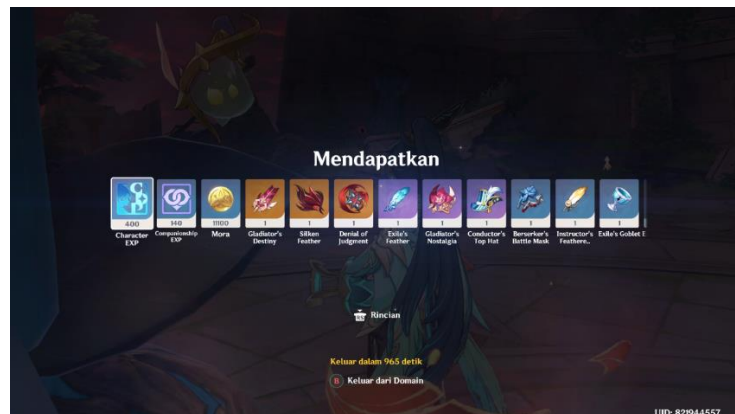 Mendapatkan
400 140 11100 1 1 1 1 1 1 1 1 1
Character Companionship Mora Gladiator's Silken Denial of Exile's Gladiator's Conductor's Berserker's Instructor's Exile's Goblet E
EXP EXP Destiny Feather Judgment Feather Nostalgia Top Hat Battle Mask Feathere..
Rincian
Keluar dalam 965 detik
B Keluar dari Domain
UID: 821944557